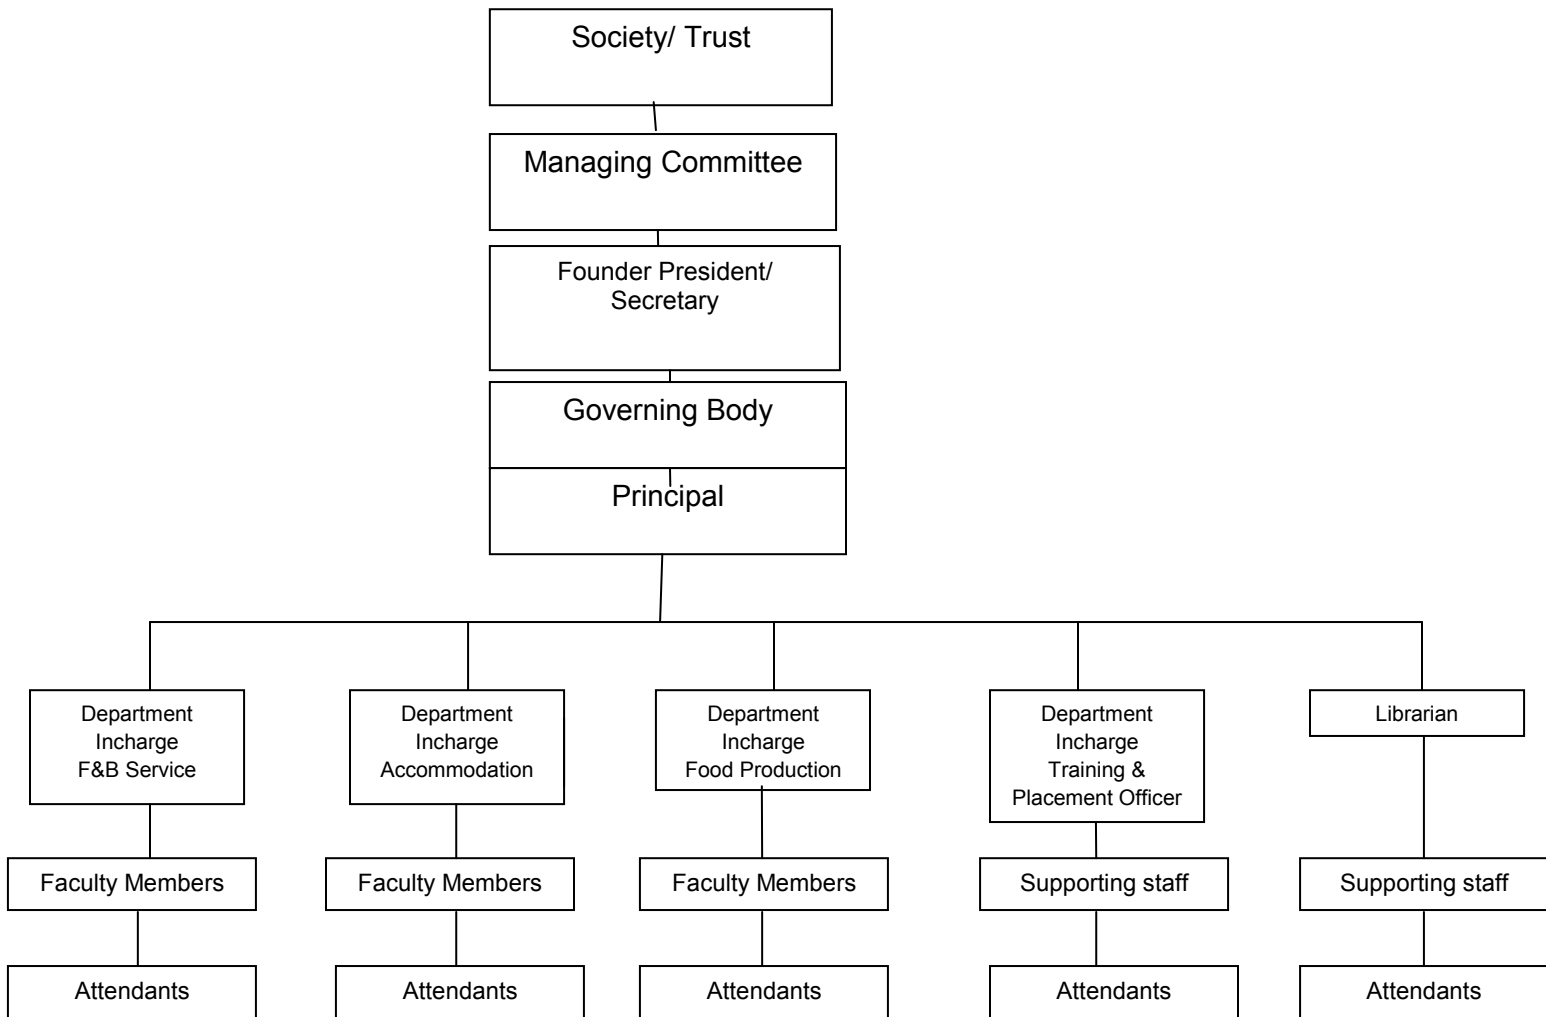 Society/ Trust
Managing Committee
Founder President/
Secretary
Governing Body
Principal
Department
Incharge
F&B Service
Department
Incharge
Accommodation
Department
Incharge
Food Production
Department
Incharge
Training &
Placement Officer
Librarian
Faculty Members
Faculty Members
Faculty Members
Supporting staff
Supporting staff
Attendants
Attendants
Attendants
Attendants
Attendants